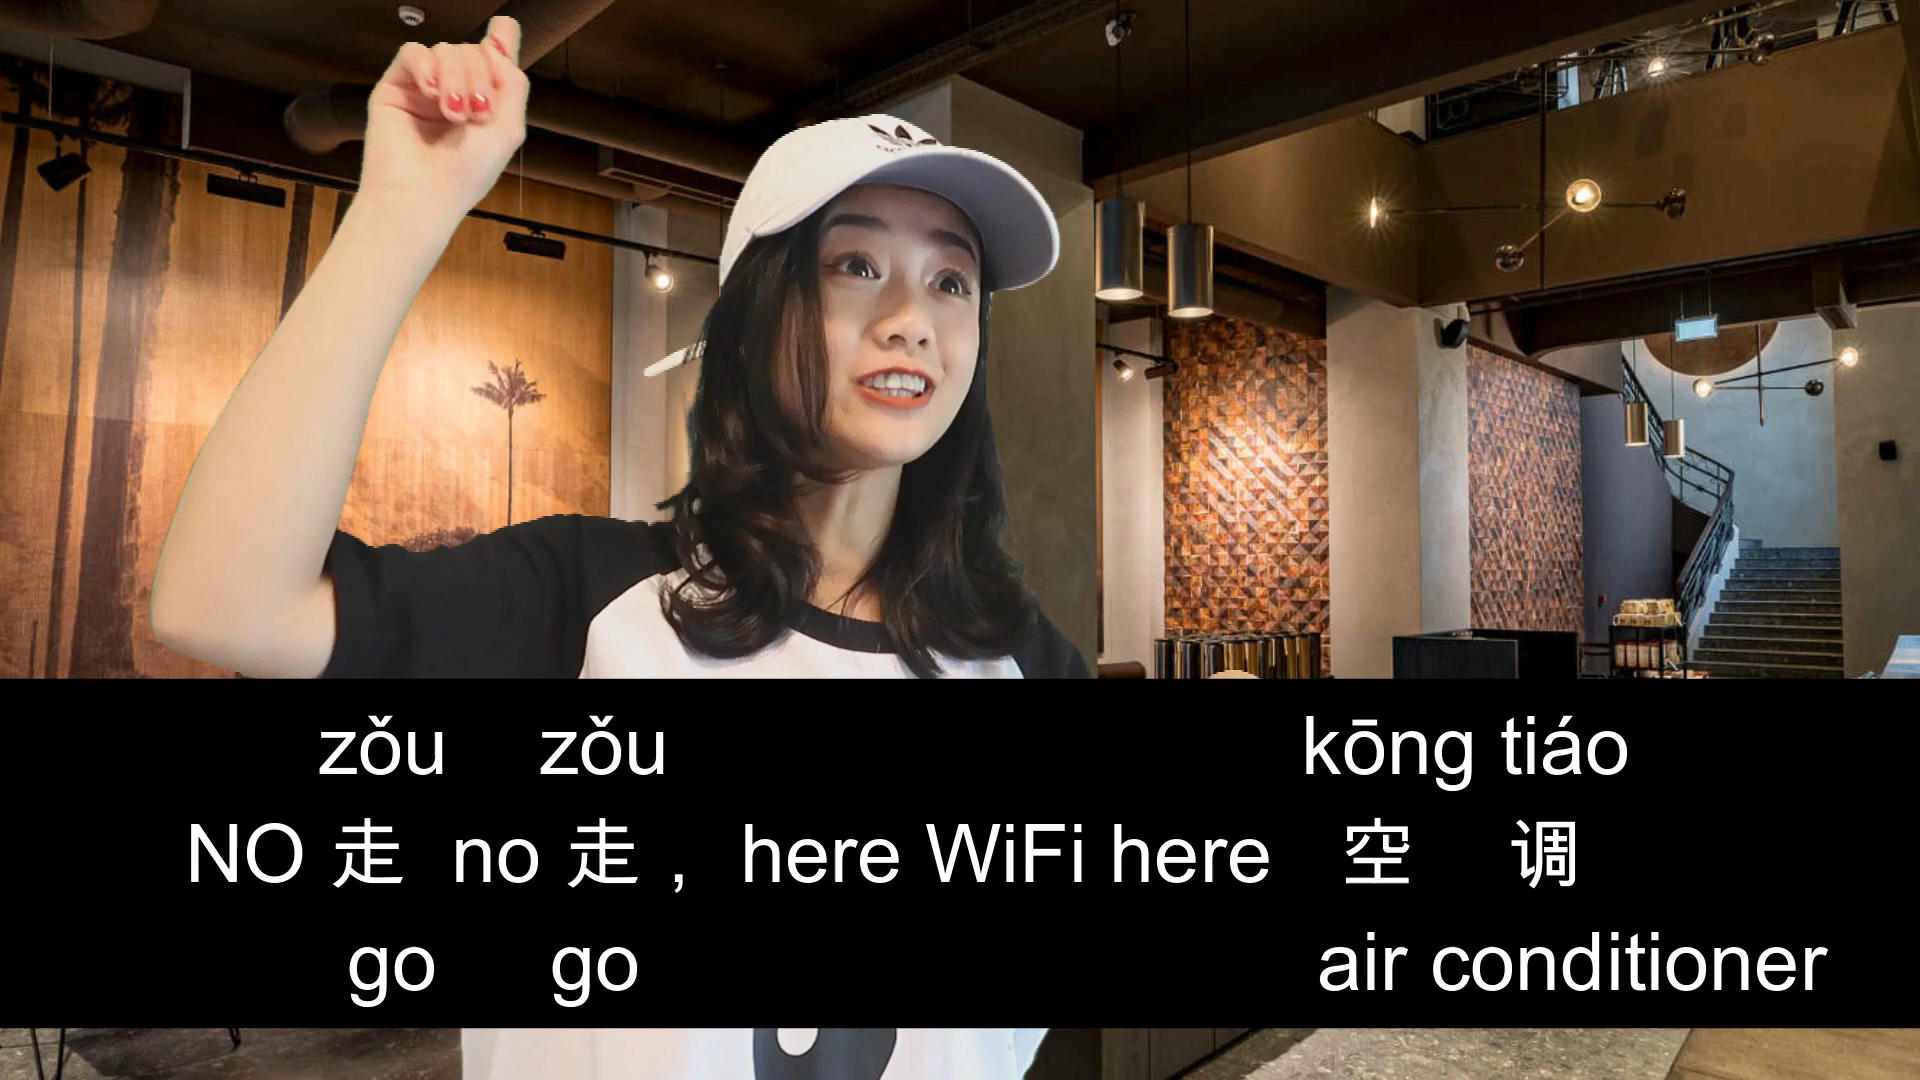 zǒu zǒu kōng tiáo
NO 走 no 走， here WiFi here 空 调
go go air conditioner